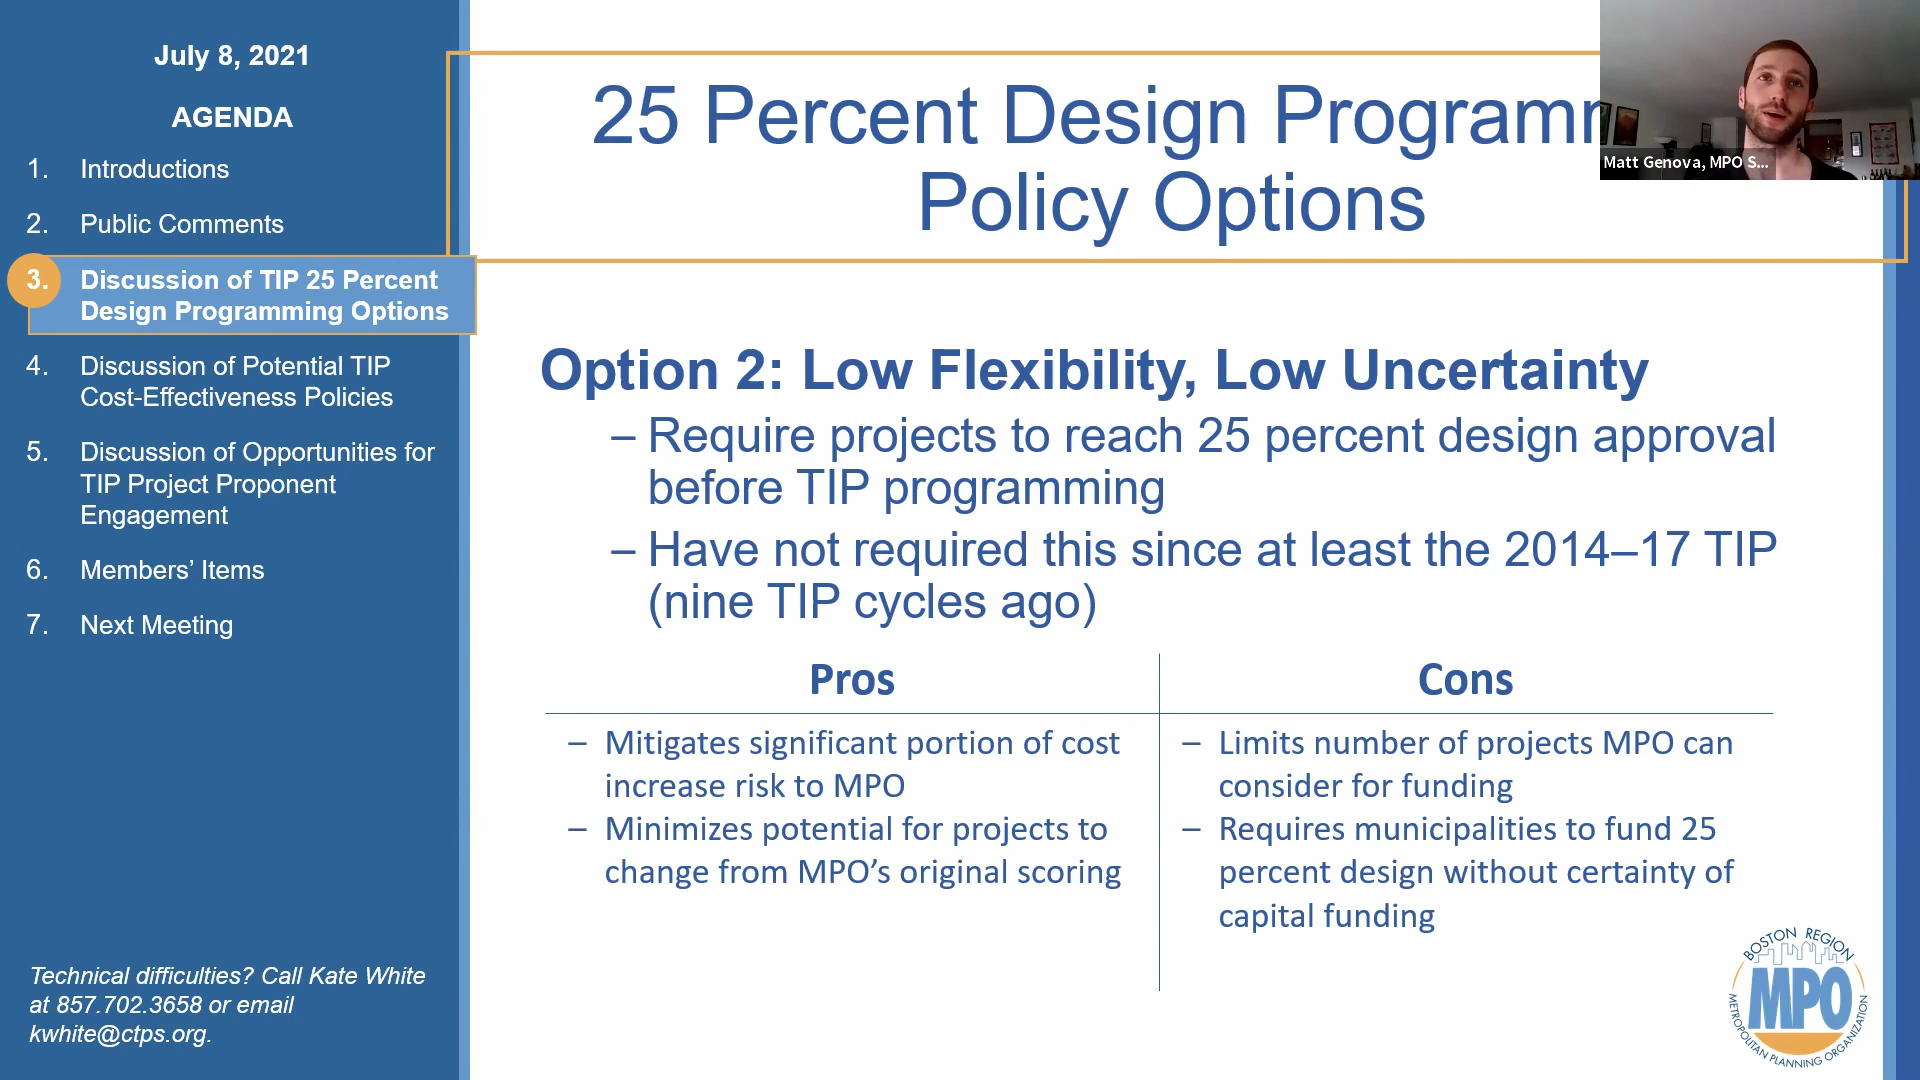 July 8, 2021
AGENDA
1. Introductions
2. Public Comments
3. Discussion of TIP 25 Percent
Design Programming Options
4. Discussion of Potential TIP
Cost-Effectiveness Policies
5. Discussion of Opportunities for
TIP Project Proponent
Engagement
6. Members’ Items
7. Next Meeting
Technical difficulties? Call Kate White
at 857.702.3658 or email
kwhite@ctps.org.
25 Percent Design Programm
Policy Options
Matt Genova, MPO S...
Option 2: Low Flexibility, Low Uncertainty
– Require projects to reach 25 percent design approval
before TIP programming
– Have not required this since at least the 2014–17 TIP
(nine TIP cycles ago)
Pros
– Mitigates significant portion of cost
increase risk to MPO
– Minimizes potential for projects to
change from MPO’s original scoring
Cons
– Limits number of projects MPO can
consider for funding
– Requires municipalities to fund 25
percent design without certainty of
capital funding
BOSTON REGION
MPO
METROPOLITAN PLANNING ORGANIZATION